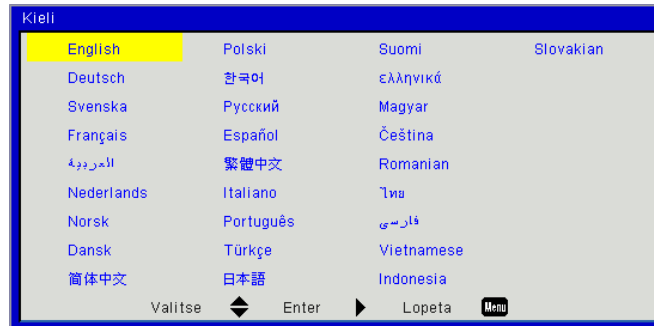 Kieli
English Polski Suomi Slovakian
Deutsch 한국어 ελληνικά
Svenska Русский Magyar
Français Español Čeština
العربية 繁體中文 Romanian
Nederlands Italiano ไทย
Norsk Português فارسی
Dansk Türkçe Vietnamese
简体中文 日本語 Indonesia
Valitse Enter Lopeta Menu